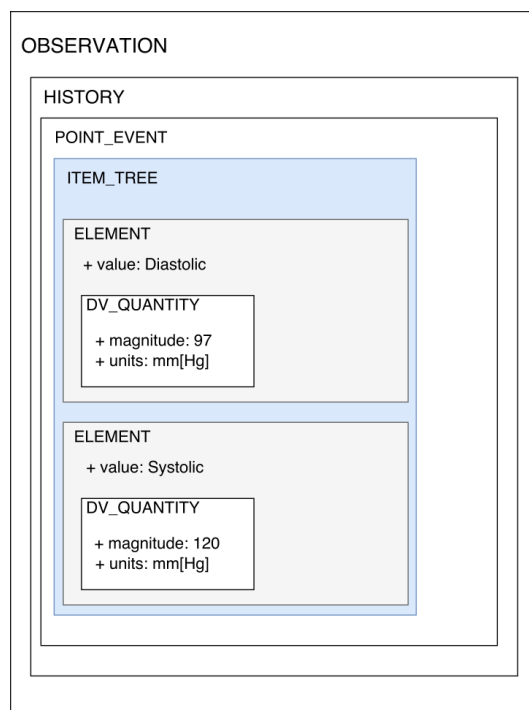 OBSERVATION
HISTORY
POINT_EVENT
ITEM_TREE
ELEMENT
+ value: Diastolic
DV_QUANTITY
+ magnitude: 97
+ units: mm[Hg]
ELEMENT
+ value: Systolic
DV_QUANTITY
+ magnitude: 120
+ units: mm[Hg]